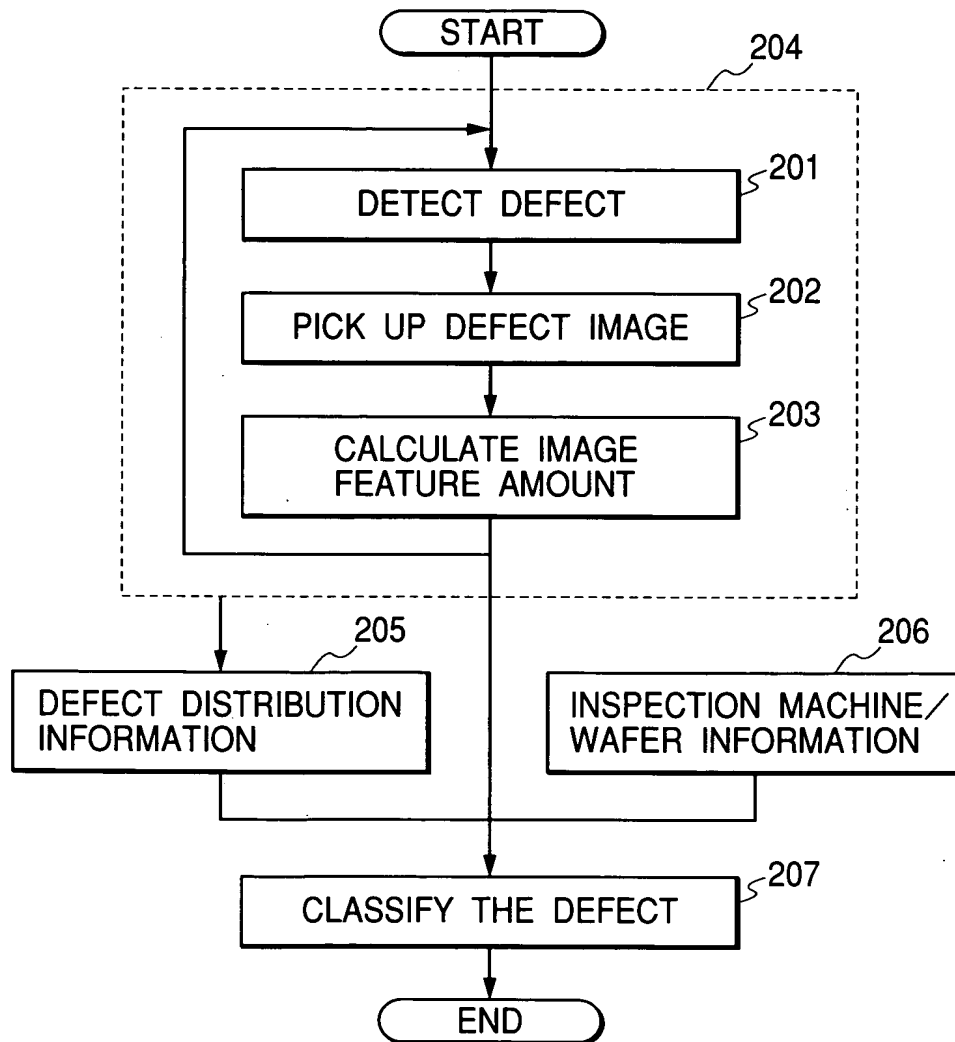 START
204
201
DETECT DEFECT
202
PICK UP DEFECT IMAGE
203
CALCULATE IMAGE
FEATURE AMOUNT
205
206
DEFECT DISTRIBUTION
INFORMATION
INSPECTION MACHINE/
WAFER INFORMATION
207
CLASSIFY THE DEFECT
END